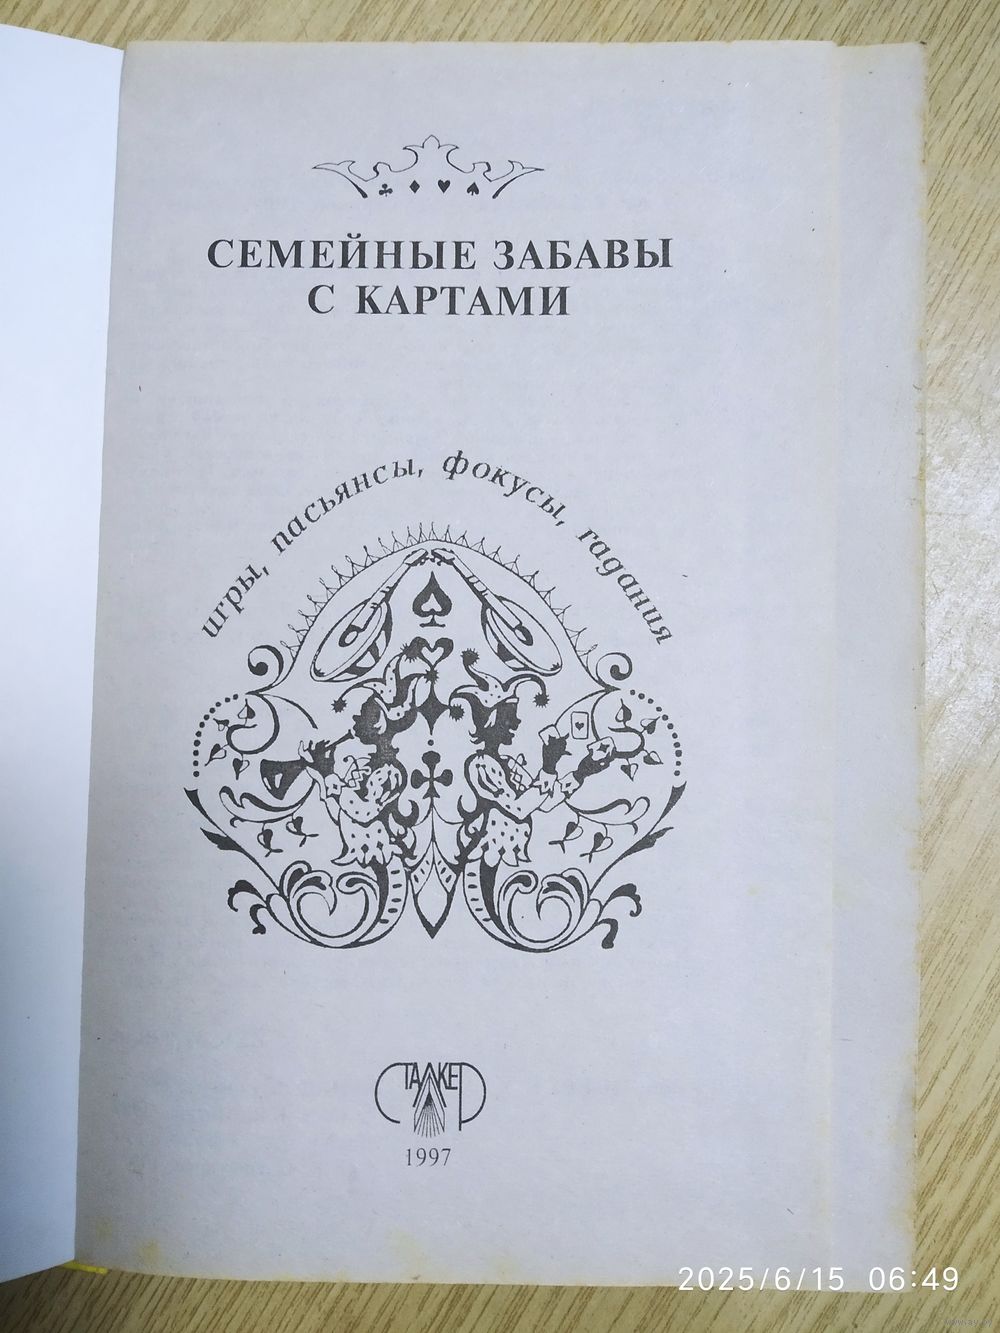 СЕМЕЙНЫЕ ЗАБАВЫ
С КАРТАМИ
игры, пасьянсы, фокусы, гадания
СТАЛКЕР
1997
2025/6/15 06:49